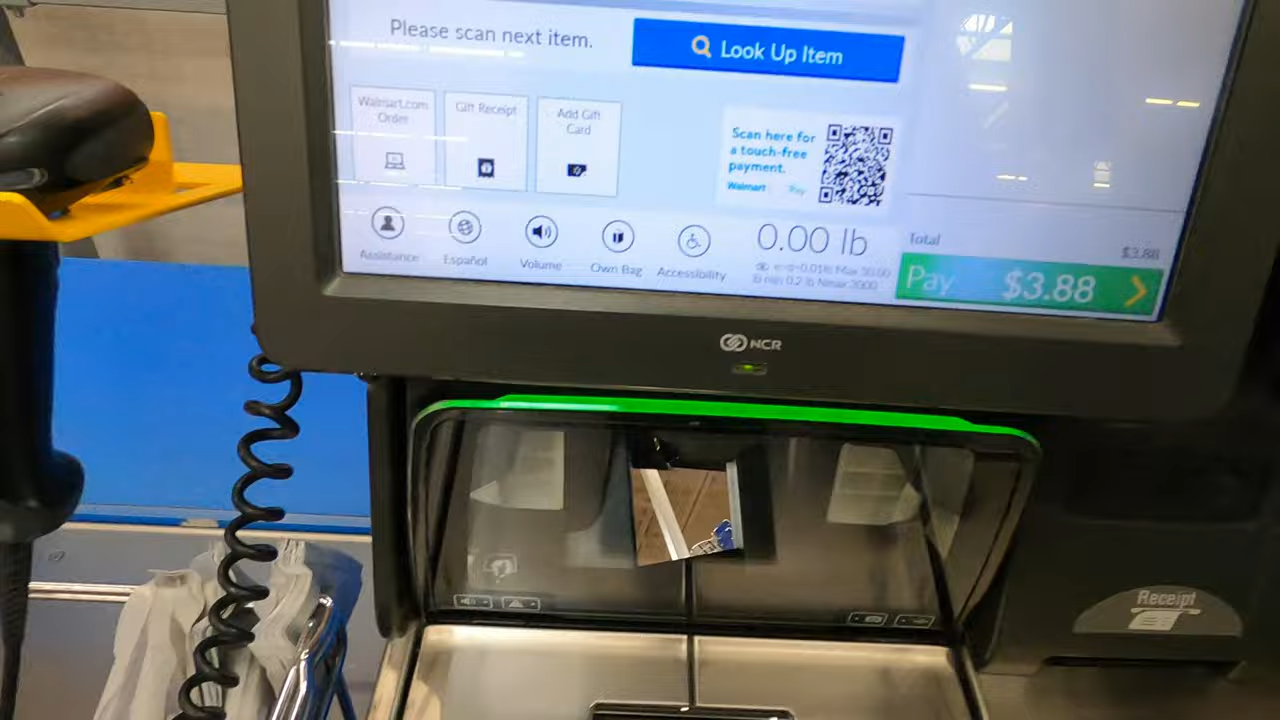 Please scan next item.
Look Up Item
Walmart.com
Order
Gift Receipt
Add Gift
Card
Scan here for
a touch-free
payment.
Walmart Pay
Assistance
Español
Volume
Own Bag
Accessibility
0.00 lb
Total
$3.88
Pay $3.88
NCR
Receipt